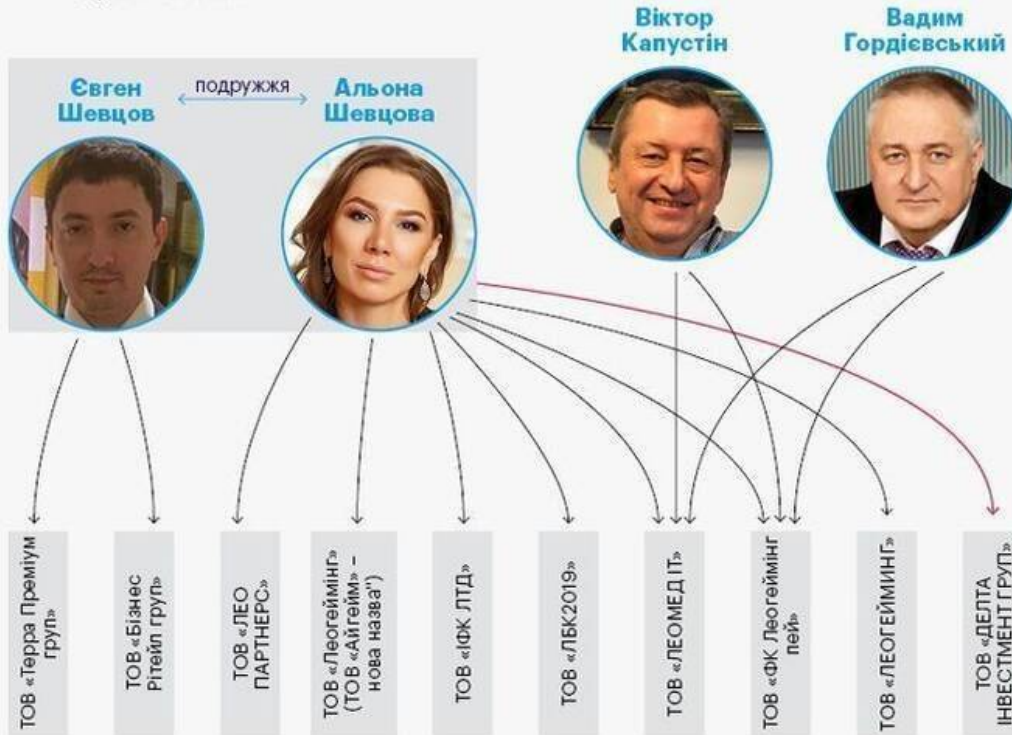 Віктор
Капустін
Вадим
Гордієвський
Євген
Шевцов
подружжя
Альона
Шевцова
ТОВ «Терра Преміум
груп»
ТОВ «Бізнес
Рітейл груп»
ТОВ «ЛЕО
ПАРТНЕРС»
ТОВ «Леогеймінг»
(ТОВ «Айгейм» –
нова назва")
ТОВ «ІФК ЛТД»
ТОВ «ЛБК2019»
ТОВ «ЛЕОМЕД ІТ»
ТОВ «ФК Леогеймінг
пей»
ТОВ «ЛЕОГЕЙМИНГ»
ТОВ «ДЕЛТА
ІНВЕСТМЕНТ ГРУП»